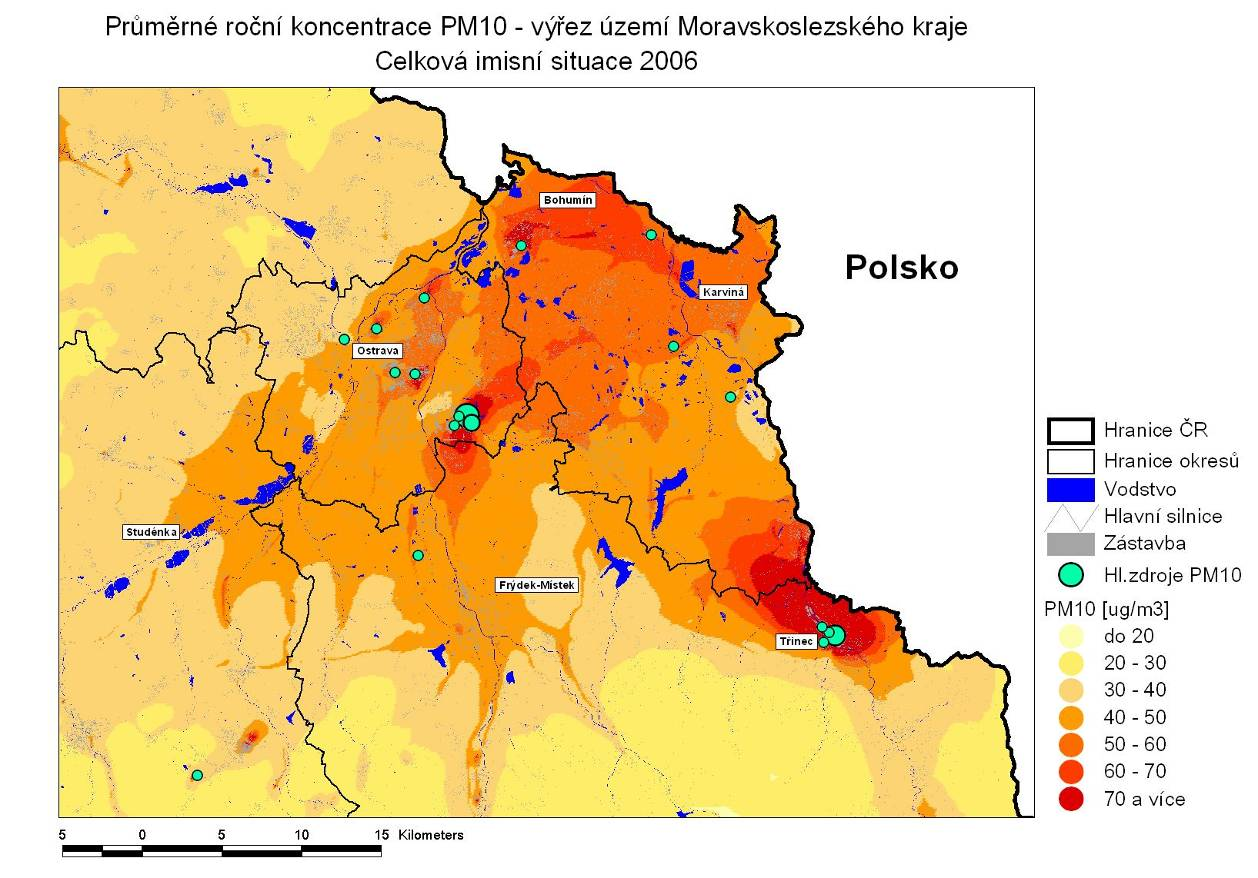 Průměrné roční koncentrace PM10 - výřez území Moravskoslezského kraje
Celková imisní situace 2006
Bohumín
Polsko
Karviná
Ostrava
Studénka
Frýdek-Místek
Třinec
Hranice ČR
Hranice okresů
Vodstvo
Hlavní silnice
Zástavba
Hl.zdroje PM10
PM10 [ug/m3]
do 20
20 - 30
30 - 40
40 - 50
50 - 60
60 - 70
70 a více
5 0 5 10 15 Kilometers